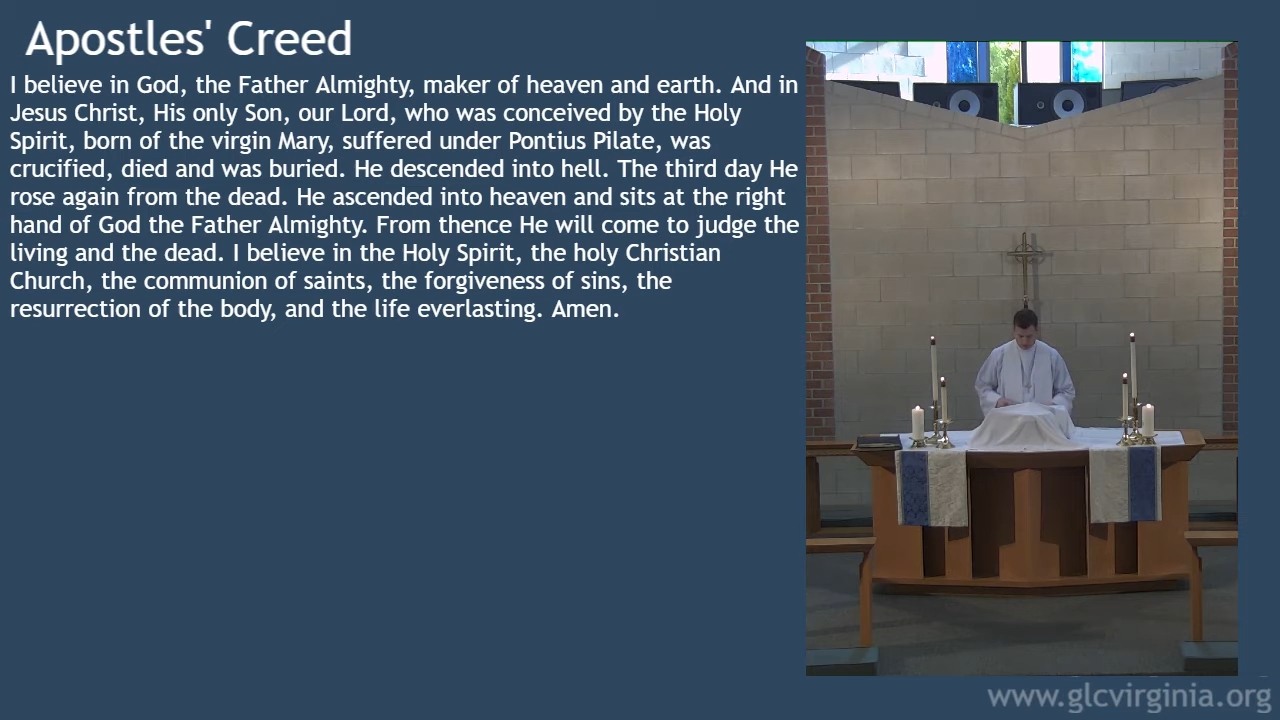 Apostles' Creed
I believe in God, the Father Almighty, maker of heaven and earth. And in
Jesus Christ, His only Son, our Lord, who was conceived by the Holy
Spirit, born of the virgin Mary, suffered under Pontius Pilate, was
crucified, died and was buried. He descended into hell. The third day He
rose again from the dead. He ascended into heaven and sits at the right
hand of God the Father Almighty. From thence He will come to judge the
living and the dead. I believe in the Holy Spirit, the holy Christian
Church, the communion of saints, the forgiveness of sins, the
resurrection of the body, and the life everlasting. Amen.
www.glcvirginia.org